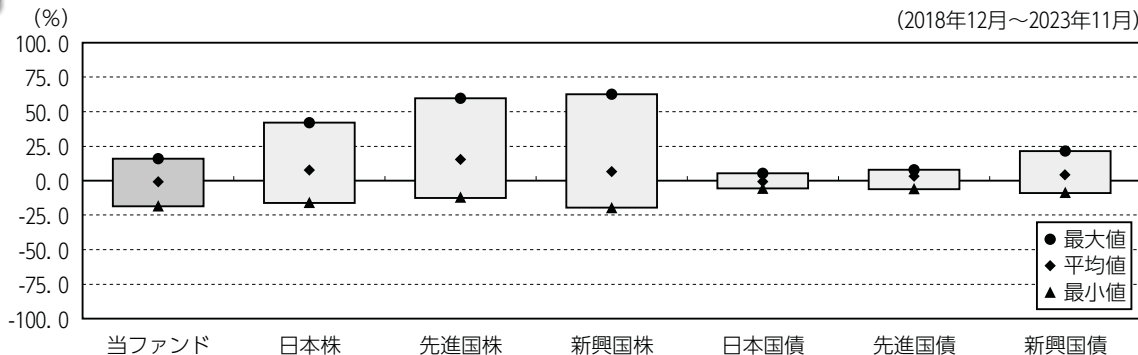 (%)
(2018年12月～2023年11月)
100. 0
75. 0
50. 0
25. 0
0. 0
-25. 0
-50. 0
-75. 0
-100. 0
● 最大値
◆ 平均値
▲ 最小値
当ファンド 日本株 先進国株 新興国株 日本国債 先進国債 新興国債